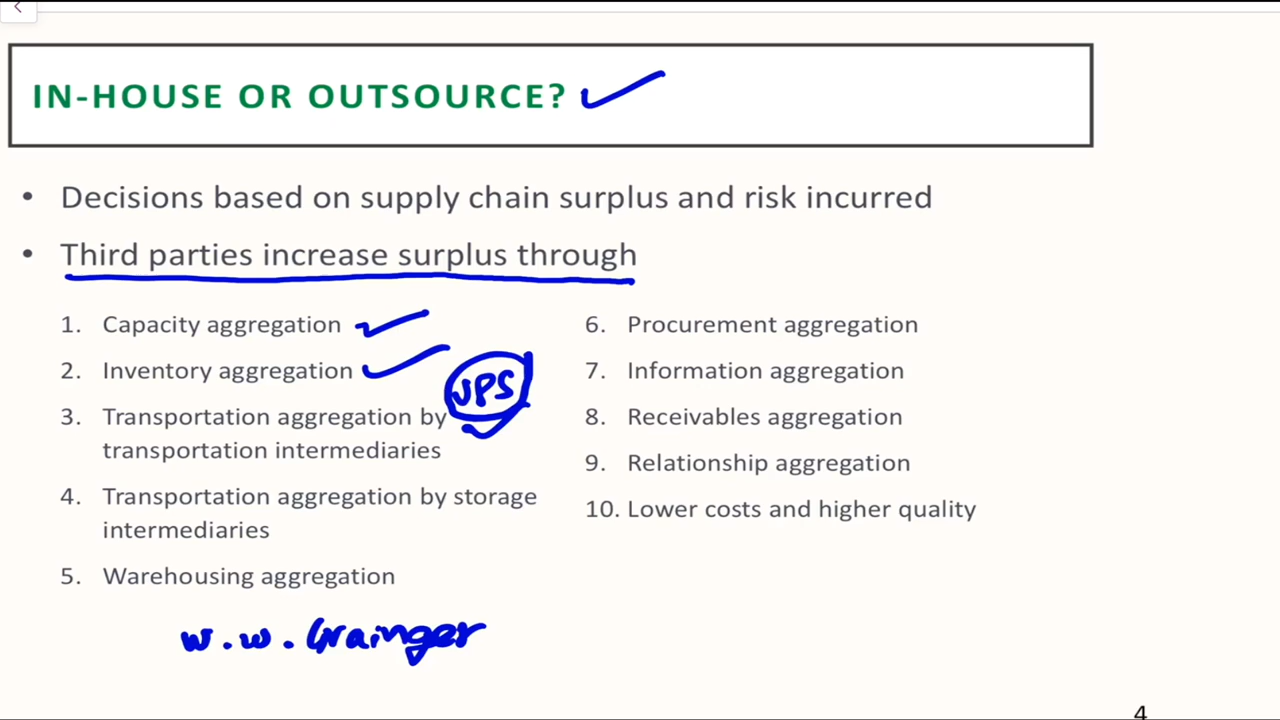 IN-HOUSE OR OUTSOURCE?
• Decisions based on supply chain surplus and risk incurred
• Third parties increase surplus through
1. Capacity aggregation
2. Inventory aggregation
UPS
3. Transportation aggregation by
transportation intermediaries
4. Transportation aggregation by storage
intermediaries
5. Warehousing aggregation
6. Procurement aggregation
7. Information aggregation
8. Receivables aggregation
9. Relationship aggregation
10. Lower costs and higher quality
w.w. Grainger
4